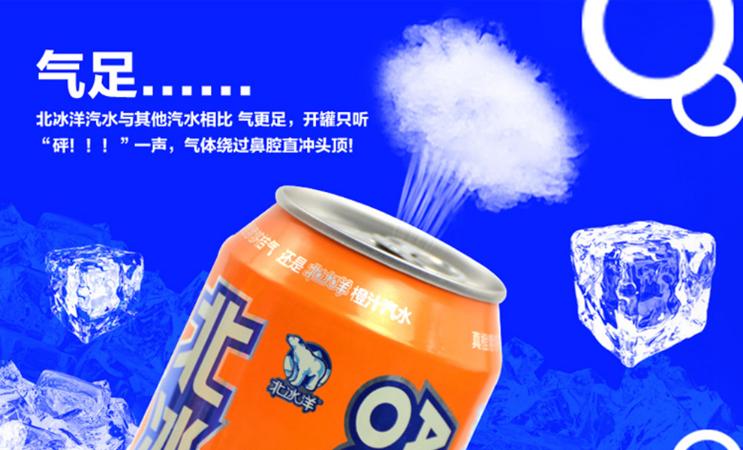 气足......
北冰洋汽水与其他汽水相比 气更足，开罐只听
“砰！！！”一声，气体绕过鼻腔直冲头顶！
还是 北冰洋 橙汁汽水
北冰
北冰洋